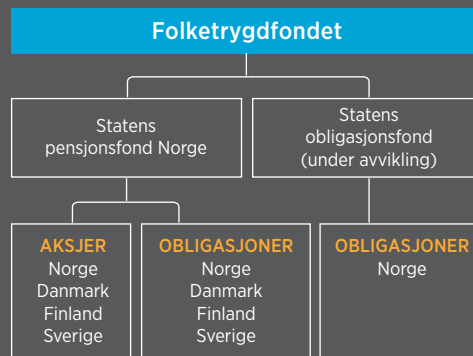 Folketrygdfondet
Statens
pensjonsfond Norge
Statens
obligasjonsfond
(under avvikling)
AKSJER
Norge
Danmark
Finland
Sverige
OBLIGASJONER
Norge
Danmark
Finland
Sverige
OBLIGASJONER
Norge